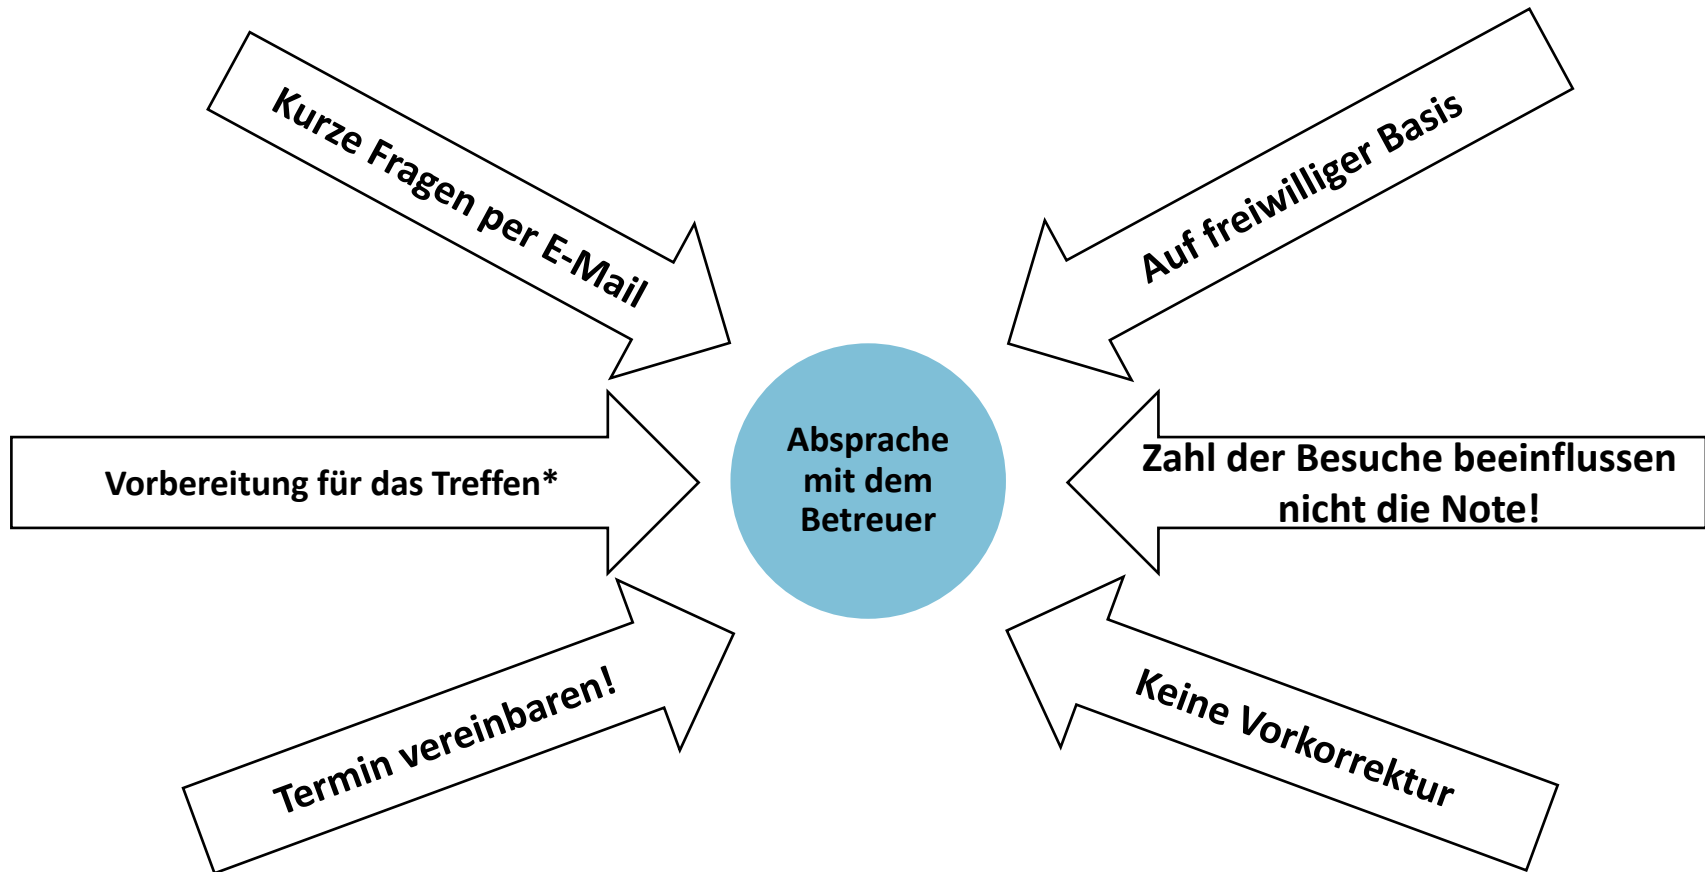 Kurze Fragen per E-Mail
Auf freiwilliger Basis
Vorbereitung für das Treffen*
Absprache
mit dem
Betreuer
Zahl der Besuche beeinflussen
nicht die Note!
Termin vereinbaren!
Keine Vorkorrektur